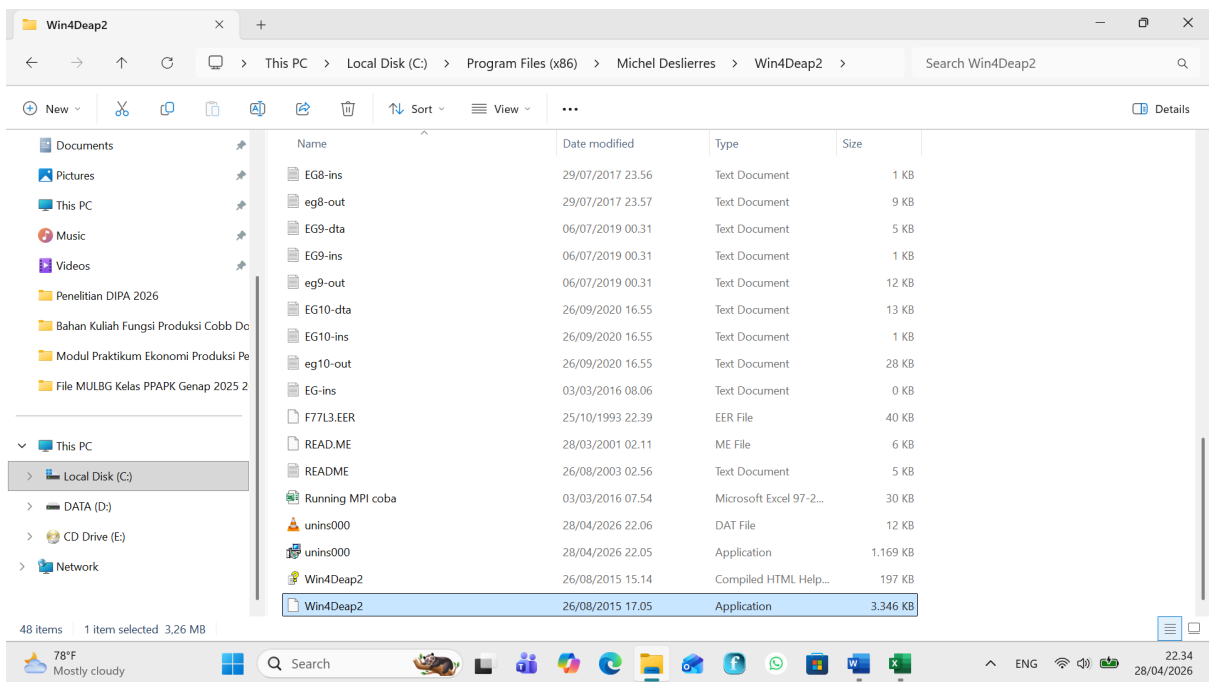 Win4Deap2
This PC > Local Disk (C:) > Program Files (x86) > Michel Deslierres > Win4Deap2 >
Search Win4Deap2
New
Sort
View
Details
Documents
Pictures
This PC
Music
Videos
Penelitian DIPA 2026
Bahan Kuliah Fungsi Produksi Cobb Do
Modul Praktikum Ekonomi Produksi Pe
File MULBG Kelas PPAPK Genap 2025 2
This PC
Local Disk (C:)
DATA (D:)
CD Drive (E:)
Network
Name Date modified Type Size
EG8-ins 29/07/2017 23.56 Text Document 1 KB
eg8-out 29/07/2017 23.57 Text Document 9 KB
EG9-dta 06/07/2019 00.31 Text Document 5 KB
EG9-ins 06/07/2019 00.31 Text Document 1 KB
eg9-out 06/07/2019 00.31 Text Document 12 KB
EG10-dta 26/09/2020 16.55 Text Document 13 KB
EG10-ins 26/09/2020 16.55 Text Document 1 KB
eg10-out 26/09/2020 16.55 Text Document 28 KB
EG-ins 03/03/2016 08.06 Text Document 0 KB
F77L3.EER 25/10/1993 22.39 EER File 40 KB
READ.ME 28/03/2001 02.11 ME File 6 KB
README 26/08/2003 02.56 Text Document 5 KB
Running MPI coba 03/03/2016 07.54 Microsoft Excel 97-2... 30 KB
unins000 28/04/2026 22.06 DAT File 12 KB
unins000 28/04/2026 22.05 Application 1.169 KB
Win4Deap2 26/08/2015 15.14 Compiled HTML Help... 197 KB
Win4Deap2 26/08/2015 17.05 Application 3.346 KB
48 items 1 item selected 3,26 MB
78°F
Mostly cloudy
Search
ENG
22.34
28/04/2026